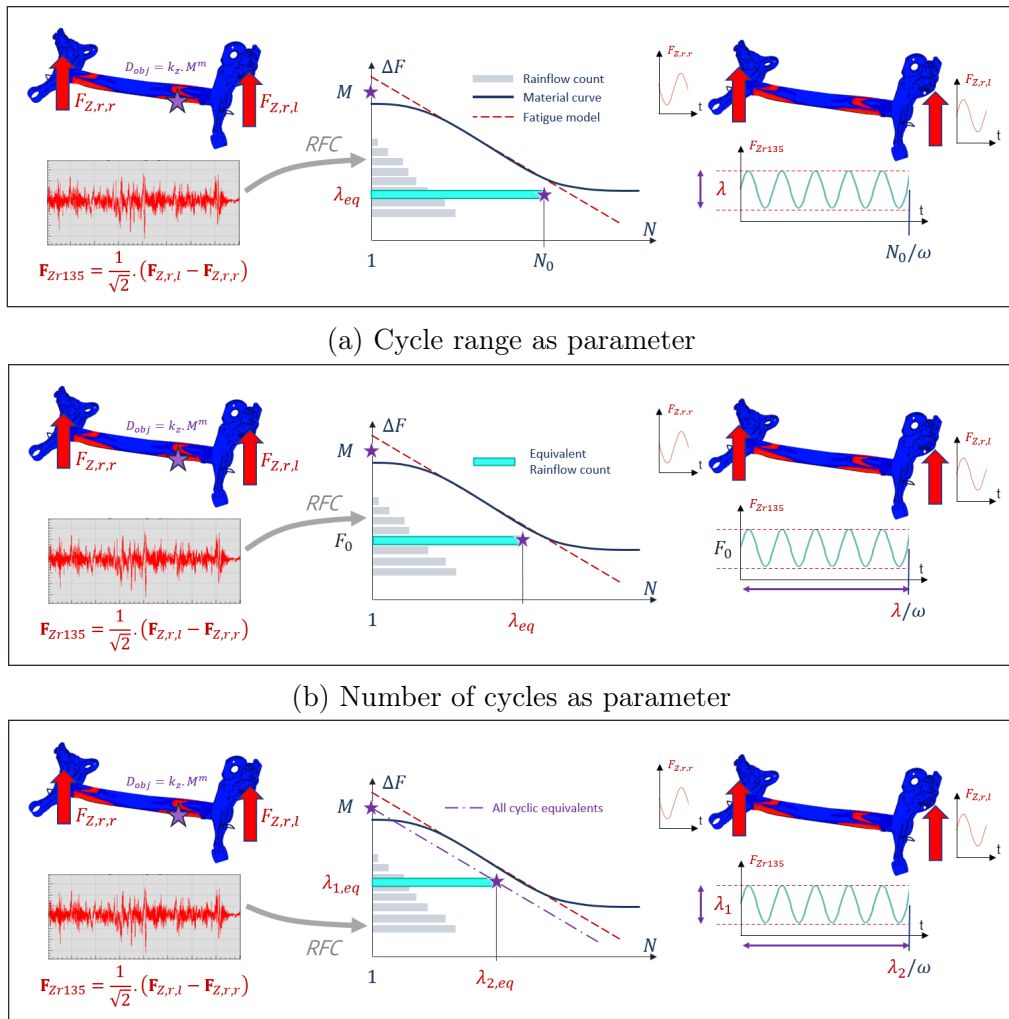 D_obj = k_z. M^m
F_Z,r,r
F_Z,r,l
F_Zr135 = 1/√2 . (F_Z,r,l − F_Z,r,r)
RFC
ΔF
M
λ_eq
1
N_0
N
Rainflow count
Material curve
Fatigue model
F_Z,r,r
t
F_Z,r,l
t
F_Zr135
λ
t
N_0/ω
(a) Cycle range as parameter
D_obj = k_z. M^m
F_Z,r,r
F_Z,r,l
F_Zr135 = 1/√2 . (F_Z,r,l − F_Z,r,r)
RFC
ΔF
M
F_0
1
λ_eq
N
Equivalent
Rainflow count
F_Z,r,r
t
F_Z,r,l
t
F_Zr135
F_0
t
λ/ω
(b) Number of cycles as parameter
D_obj = k_z. M^m
F_Z,r,r
F_Z,r,l
F_Zr135 = 1/√2 . (F_Z,r,l − F_Z,r,r)
RFC
ΔF
M
λ_1,eq
1
λ_2,eq
N
All cyclic equivalents
F_Z,r,r
t
F_Z,r,l
t
F_Zr135
λ_1
t
λ_2/ω